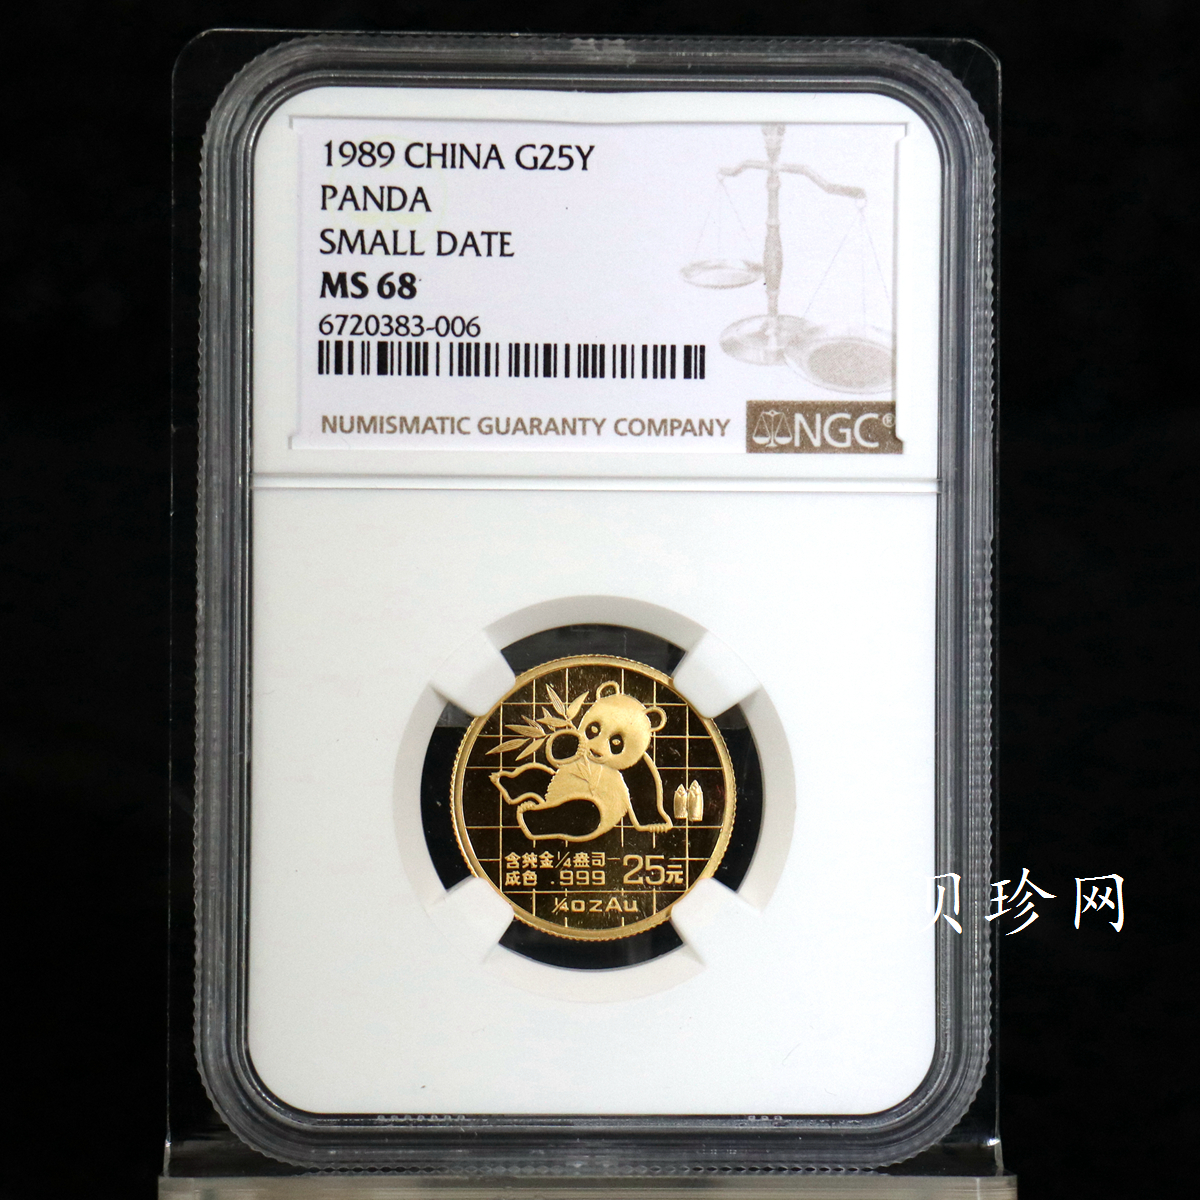 1989 CHINA G25Y
PANDA
SMALL DATE
MS 68
6720383-006
NUMISMATIC GUARANTY COMPANY
NGC®
含纯金1/4盎司 25元
成色 .999
1/4ozAu
贝珍网